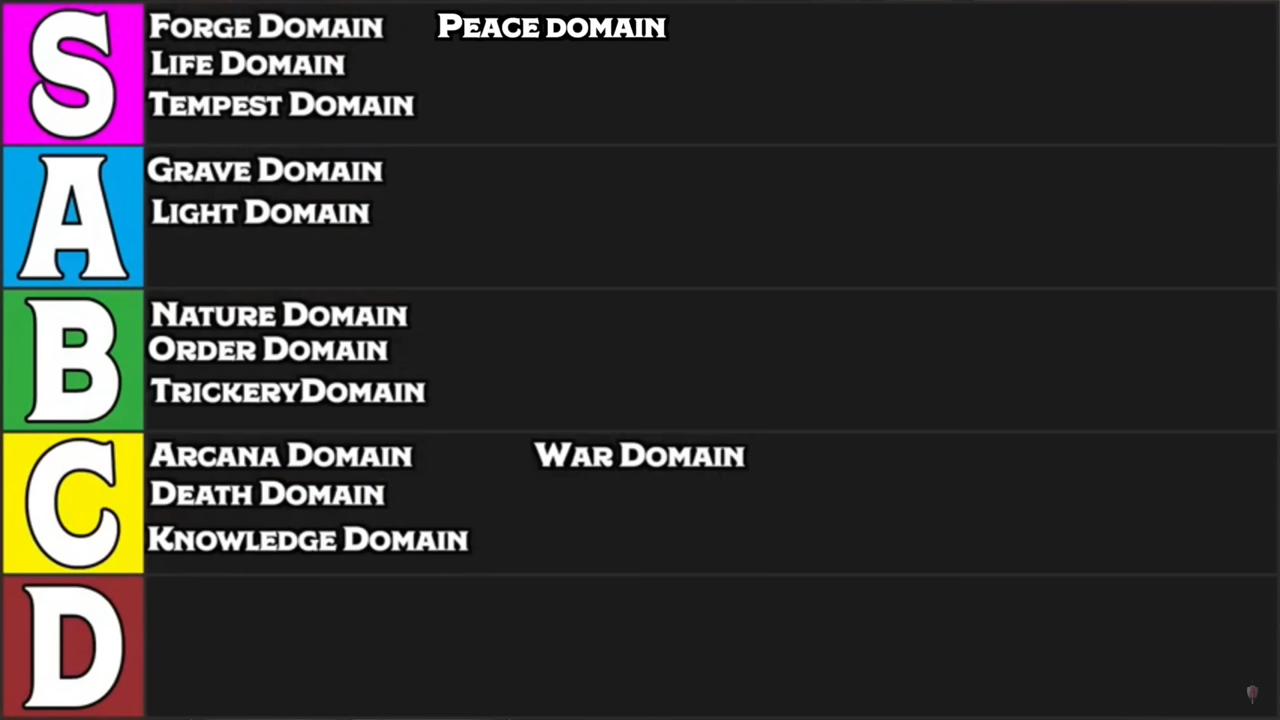 S
Forge Domain Peace domain
Life Domain
Tempest Domain
A
Grave Domain
Light Domain
B
Nature Domain
Order Domain
TrickeryDomain
C
Arcana Domain War Domain
Death Domain
Knowledge Domain
D